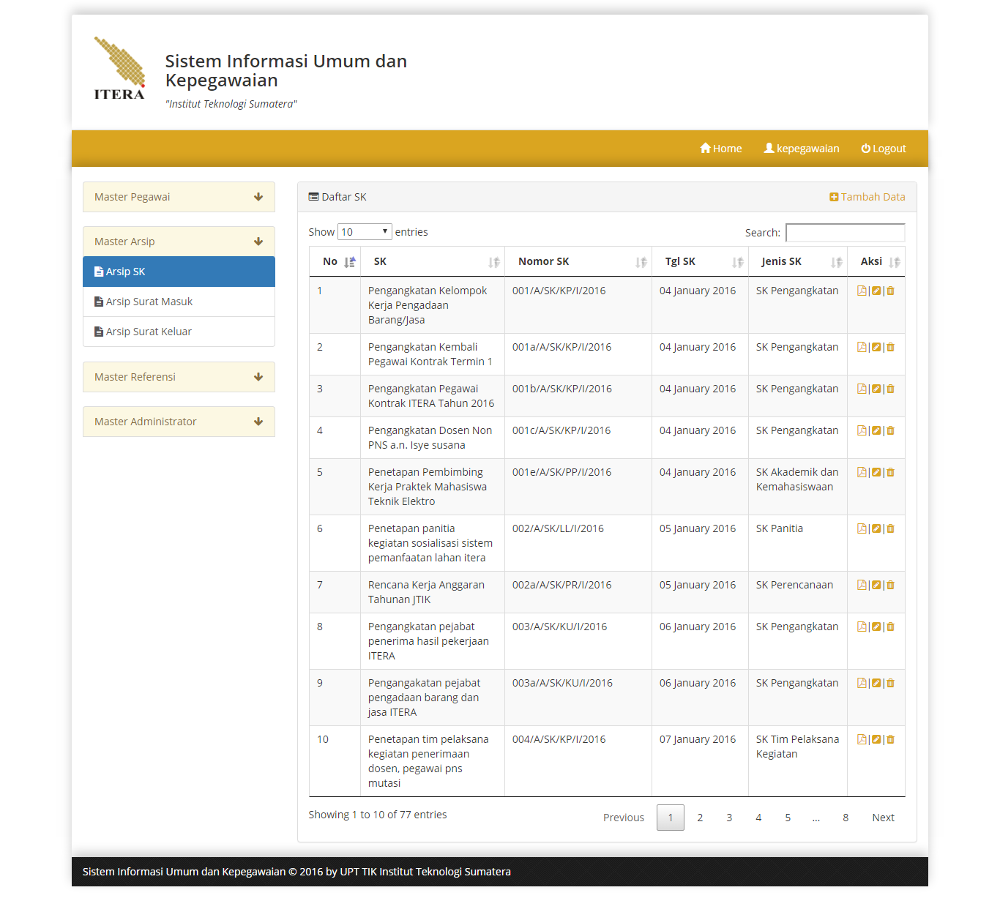 ITERA
Sistem Informasi Umum dan
Kepegawaian
"Institut Teknologi Sumatera"
Home kepegawaian Logout
Master Pegawai
Master Arsip
Arsip SK
Arsip Surat Masuk
Arsip Surat Keluar
Master Referensi
Master Administrator
Daftar SK Tambah Data
Show 10 entries Search:
No SK Nomor SK Tgl SK Jenis SK Aksi
1 Pengangkatan Kelompok 001/A/SK/KP/I/2016 04 January 2016 SK Pengangkatan | |
Kerja Pengadaan
Barang/Jasa
2 Pengangkatan Kembali 001a/A/SK/KP/I/2016 04 January 2016 SK Pengangkatan | |
Pegawai Kontrak Termin 1
3 Pengangkatan Pegawai 001b/A/SK/KP/I/2016 04 January 2016 SK Pengangkatan | |
Kontrak ITERA Tahun 2016
4 Pengangkatan Dosen Non 001c/A/SK/KP/I/2016 04 January 2016 SK Pengangkatan | |
PNS a.n. Isye susana
5 Penetapan Pembimbing 001e/A/SK/PP/I/2016 04 January 2016 SK Akademik dan | |
Kerja Praktek Mahasiswa Kemahasiswaan
Teknik Elektro
6 Penetapan panitia 002/A/SK/LL/I/2016 05 January 2016 SK Panitia | |
kegiatan sosialisasi sistem
pemanfaatan lahan itera
7 Rencana Kerja Anggaran 002a/A/SK/PR/I/2016 05 January 2016 SK Perencanaan | |
Tahunan JTIK
8 Pengangkatan pejabat 003/A/SK/KU/I/2016 06 January 2016 SK Pengangkatan | |
penerima hasil pekerjaan
ITERA
9 Pengangakatan pejabat 003a/A/SK/KU/I/2016 06 January 2016 SK Pengangkatan | |
pengadaan barang dan
jasa ITERA
10 Penetapan tim pelaksana 004/A/SK/KP/I/2016 07 January 2016 SK Tim Pelaksana | |
kegiatan penerimaan Kegiatan
dosen, pegawai pns
mutasi
Showing 1 to 10 of 77 entries Previous 1 2 3 4 5 ... 8 Next
Sistem Informasi Umum dan Kepegawaian © 2016 by UPT TIK Institut Teknologi Sumatera